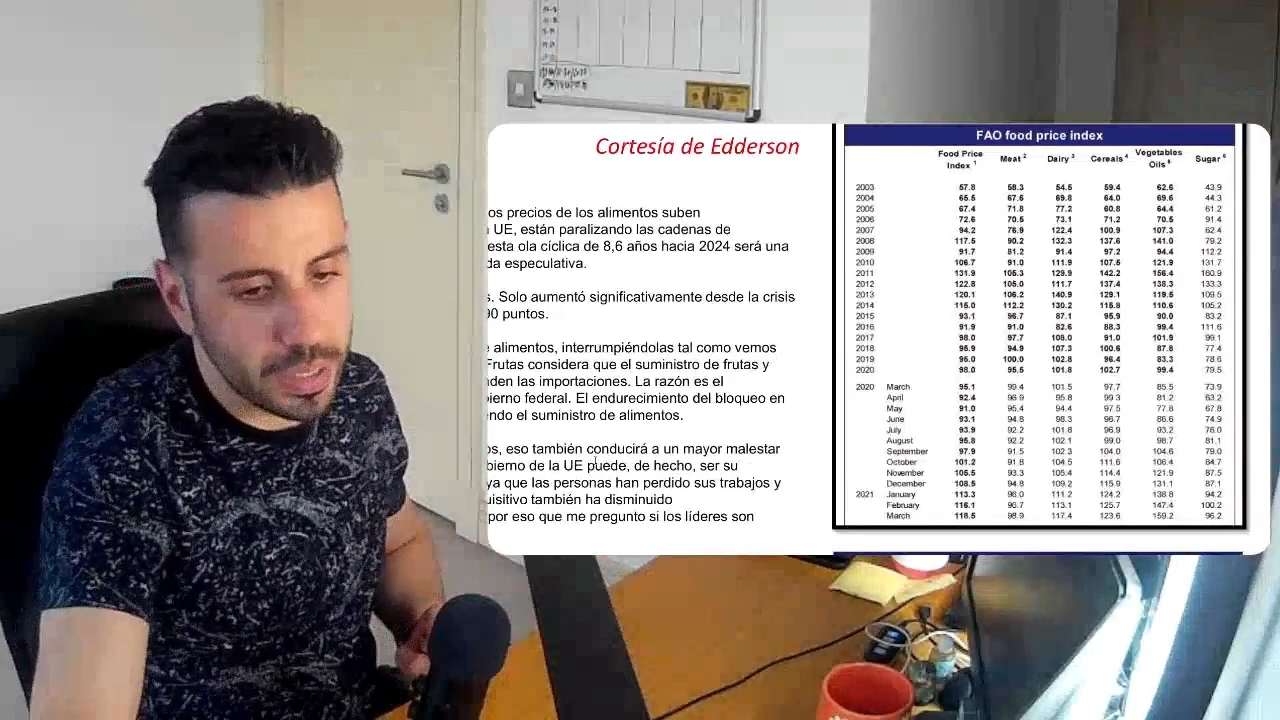 Cortesía de Edderson
os precios de los alimentos suben
UE, están paralizando las cadenas de
esta ola cíclica de 8,6 años hacia 2024 será una
da especulativa.
s. Solo aumentó significativamente desde la crisis
90 puntos.
alimentos, interrumpiéndolas tal como vemos
Frutas considera que el suministro de frutas y
nden las importaciones. La razón es el
bierno federal. El endurecimiento del bloqueo en
endo el suministro de alimentos.
os, eso también conducirá a un mayor malestar
bierno de la UE puede, de hecho, ser su
ya que las personas han perdido sus trabajos y
uisitivo también ha disminuido
por eso que me pregunto si los líderes son
FAO food price index
Food Price Index 1 Meat 2 Dairy 3 Cereals 4 Vegetables Oils 5 Sugar 6
2003 57.8 58.3 54.5 59.4 62.6 43.9
2004 65.5 67.6 69.8 64.0 69.6 44.3
2005 67.4 71.8 77.2 60.8 64.4 61.2
2006 72.6 70.5 73.1 71.2 70.5 91.4
2007 94.2 76.9 122.4 100.9 107.3 62.4
2008 117.5 90.2 132.3 137.6 141.0 79.2
2009 91.7 81.2 91.4 97.2 94.4 112.2
2010 106.7 91.0 111.9 107.5 121.9 131.7
2011 131.9 105.3 129.9 142.2 156.4 160.9
2012 122.8 105.0 111.7 137.4 138.3 133.3
2013 120.1 106.2 140.9 129.1 119.5 109.5
2014 115.0 112.2 130.2 115.8 110.6 105.2
2015 93.1 96.7 87.1 95.9 90.0 83.2
2016 91.9 91.0 82.6 88.3 99.4 111.6
2017 98.0 97.7 108.0 91.0 101.9 99.1
2018 95.9 94.9 107.3 100.6 87.8 77.4
2019 95.0 100.0 102.8 96.4 83.3 78.6
2020 98.0 95.5 101.8 102.7 99.4 79.5
2020 March 95.1 99.4 101.5 97.7 85.5 73.9
April 92.4 96.9 95.8 99.3 81.2 63.2
May 91.0 95.4 94.4 97.5 77.8 67.8
June 93.1 94.8 98.3 96.7 86.6 74.9
July 93.9 92.2 101.8 96.9 93.2 76.0
August 95.8 92.2 102.1 99.0 98.7 81.1
September 97.9 91.5 102.3 104.0 104.6 79.0
October 101.2 91.8 104.5 111.6 106.4 84.7
November 105.5 93.3 105.4 114.4 121.9 87.5
December 108.5 94.8 109.2 115.9 131.1 87.1
2021 January 113.3 96.0 111.2 124.2 138.8 94.2
February 116.1 96.7 113.1 125.7 147.4 100.2
March 118.5 98.9 117.4 123.6 159.2 96.2